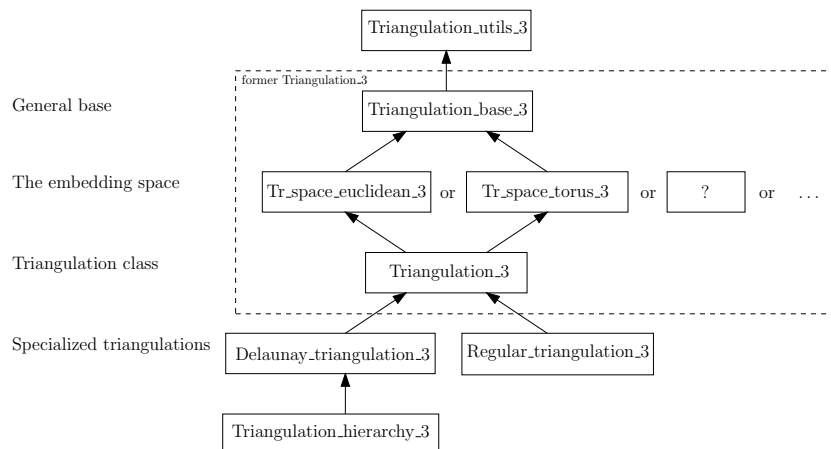 Triangulation_utils_3
former Triangulation_3
General base
Triangulation_base_3
The embedding space
Tr_space_euclidean_3 or Tr_space_torus_3 or ? or ...
Triangulation class
Triangulation_3
Specialized triangulations
Delaunay_triangulation_3
Regular_triangulation_3
Triangulation_hierarchy_3